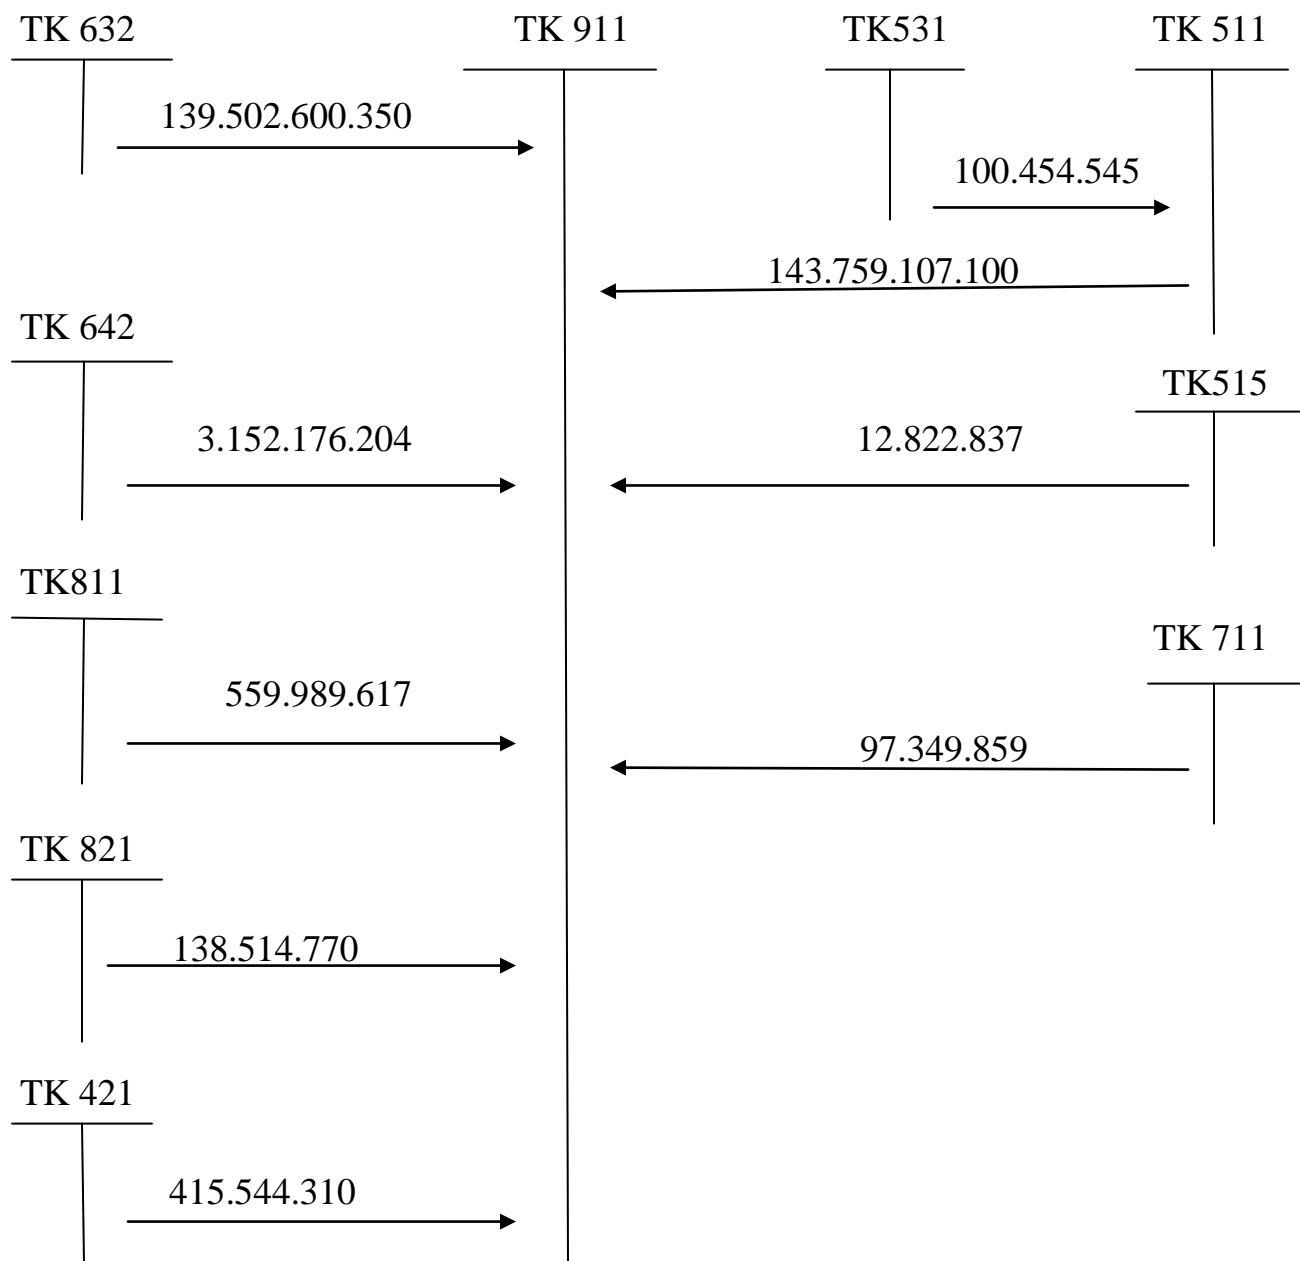 TK 632
TK 911
TK531
TK 511
139.502.600.350
100.454.545
143.759.107.100
TK 642
TK515
3.152.176.204
12.822.837
TK811
TK 711
559.989.617
97.349.859
TK 821
138.514.770
TK 421
415.544.310